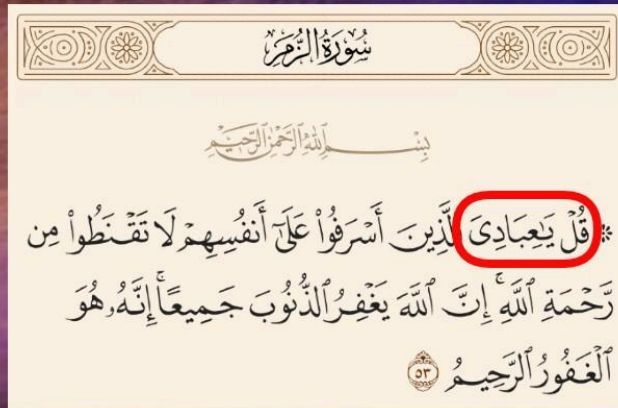 سُورَةُ الزُّمَرِ
بِسْمِ ٱللَّهِ ٱلرَّحْمَٰنِ ٱلرَّحِيمِ
۞ قُلْ يَٰعِبَادِىَ ٱلَّذِينَ أَسْرَفُوا۟ عَلَىٰٓ أَنفُسِهِمْ لَا تَقْنَطُوا۟ مِن
رَّحْمَةِ ٱللَّهِ ۚ إِنَّ ٱللَّهَ يَغْفِرُ ٱلذُّنُوبَ جَمِيعًا ۚ إِنَّهُۥ هُوَ
ٱلْغَفُورُ ٱلرَّحِيمُ ۝٥٣